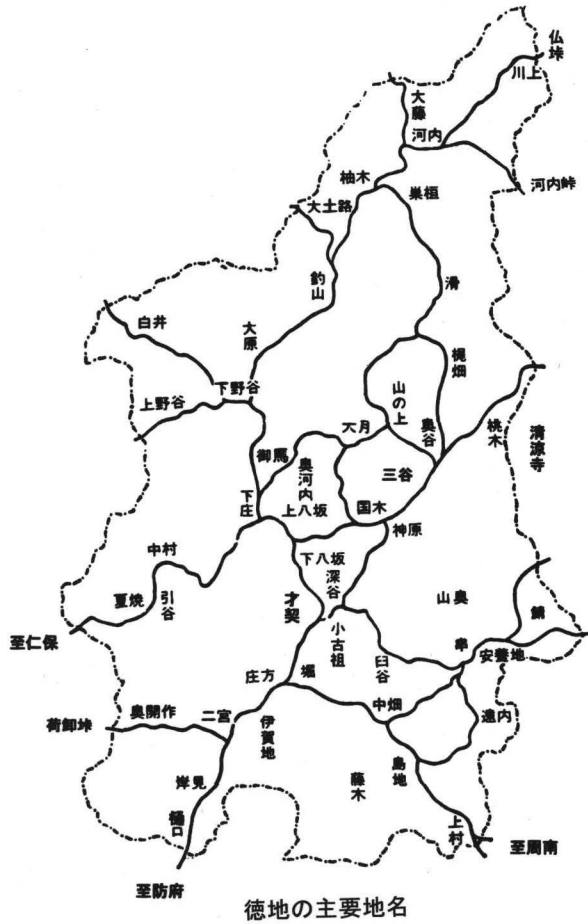 仏垰
川上
大藤
河内
柚木
巣垣
河内峠
大土路
釣山
滑
白井
大原
梶畑
下野谷
山の上
上野谷
奥谷
桃木
清涼寺
大月
御馬
奥河内
三谷
上八坂
国木
下庄
神原
中村
下八坂
深谷
夏焼
引谷
才契
山奥
鯖
至仁保
小古祖
臼谷
串
安養地
庄方
堀
中畑
遠内
荷卸垰
奥開作
二宮
伊賀地
島地
岸見
藤木
樋口
上村
至周南
至防府
徳地の主要地名